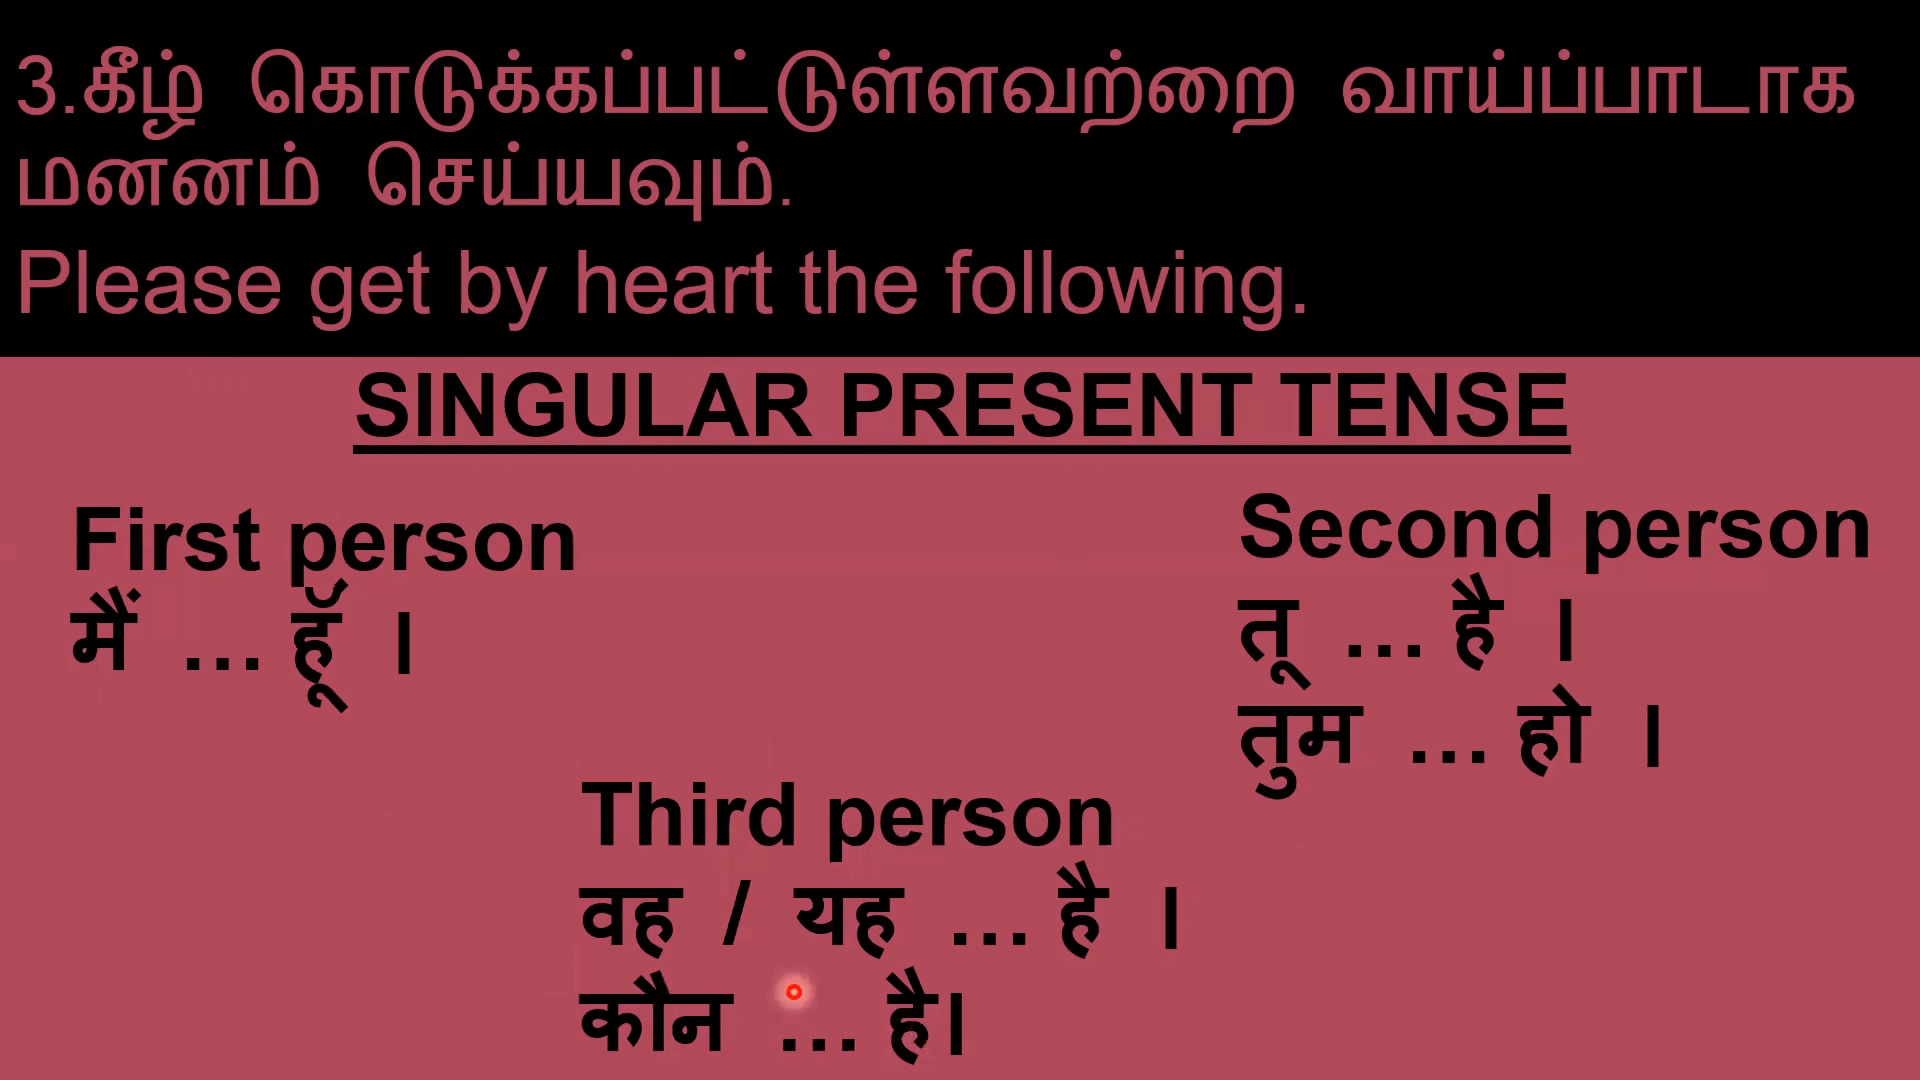 3.கீழ் கொடுக்கப்பட்டுள்ளவற்றை வாய்ப்பாடாக
மனனம் செய்யவும்.
Please get by heart the following.
SINGULAR PRESENT TENSE
First person
मैं ... हूँ ।
Second person
तू ... है ।
तुम ... हो ।
Third person
वह / यह ... है ।
कौन ... है।